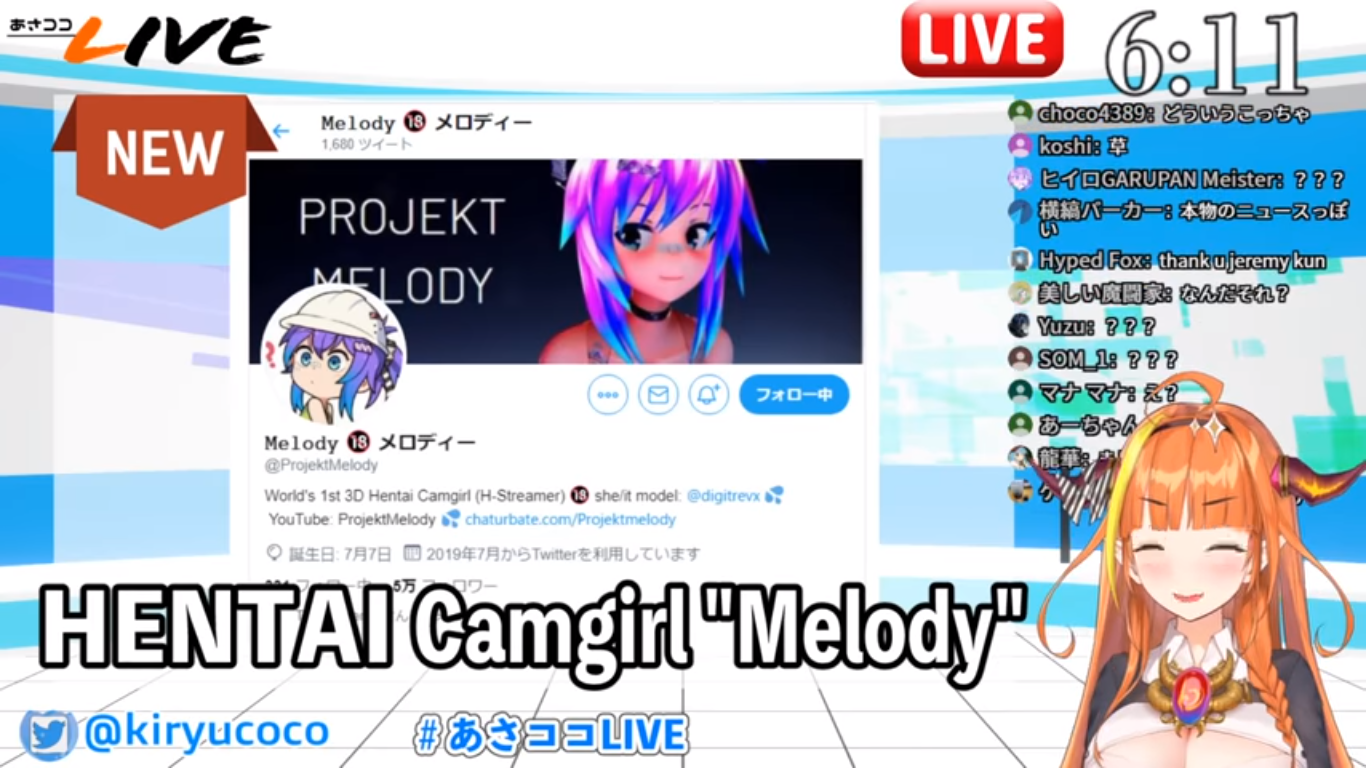 あさココ
LIVE
LIVE
6:11
NEW
Melody 🔞 メロディー
1,680 ツイート
PROJEKT
MELODY
フォロー中
Melody 🔞 メロディー
@ProjektMelody
World's 1st 3D Hentai Camgirl (H-Streamer) 🔞 she/it model: @digitrevx 💦
YouTube: ProjektMelody 💦 chaturbate.com/Projektmelody
誕生日: 7月7日 2019年7月からTwitterを利用しています
5万 フォロワー
HENTAI Camgirl "Melody"
@kiryucoco
#あさココLIVE
choco4389: どういうこっちゃ
koshi: 草
ヒイロGARUPAN Meister: ？？？
横縞パーカー: 本物のニュースっぽ
い
Hyped Fox: thank u jeremy kun
美しい魔闘家: なんだそれ？
Yuzu: ？？？
SOM_1: ？？？
マナ マナ: え？
あーちゃん
龍華: